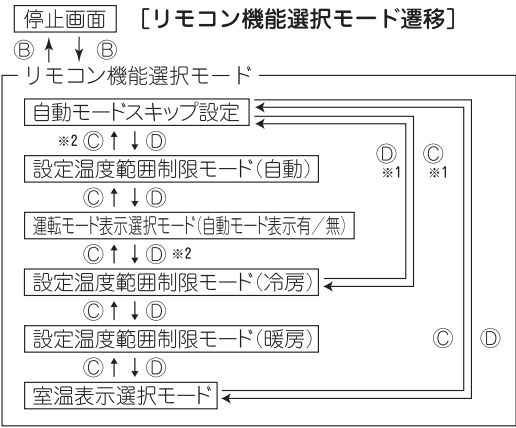 停止画面 [リモコン機能選択モード遷移]
Ⓑ Ⓑ
リモコン機能選択モード
自動モードスキップ設定
※2 Ⓒ Ⓓ
設定温度範囲制限モード(自動)
Ⓒ Ⓓ
運転モード表示選択モード(自動モード表示有/無)
Ⓒ Ⓓ ※2
設定温度範囲制限モード(冷房)
Ⓒ Ⓓ
設定温度範囲制限モード(暖房)
Ⓒ Ⓓ
室温表示選択モード
Ⓓ Ⓒ
※1 ※1
Ⓒ Ⓓ